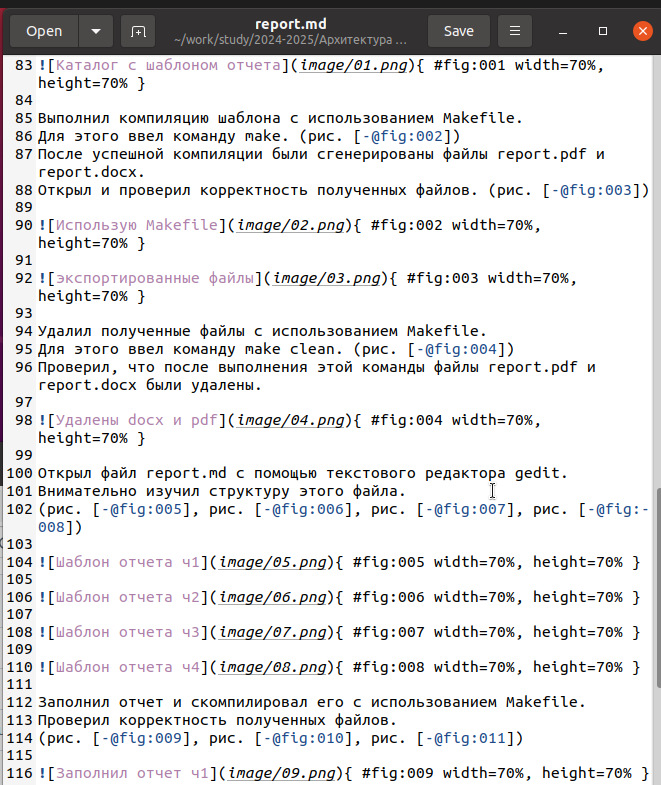 Open
report.md
~/work/study/2024-2025/Архитектура ...
Save
83 ![Каталог с шаблоном отчета](image/01.png){ #fig:001 width=70%,
height=70% }
84
85 Выполнил компиляцию шаблона с использованием Makefile.
86 Для этого ввел команду make. (рис. [-@fig:002])
87 После успешной компиляции были сгенерированы файлы report.pdf и
report.docx.
88 Открыл и проверил корректность полученных файлов. (рис. [-@fig:003])
89
90 ![Использую Makefile](image/02.png){ #fig:002 width=70%,
height=70% }
91
92 ![экспортированные файлы](image/03.png){ #fig:003 width=70%,
height=70% }
93
94 Удалил полученные файлы с использованием Makefile.
95 Для этого ввел команду make clean. (рис. [-@fig:004])
96 Проверил, что после выполнения этой команды файлы report.pdf и
report.docx были удалены.
97
98 ![Удалены docx и pdf](image/04.png){ #fig:004 width=70%,
height=70% }
99
100 Открыл файл report.md с помощью текстового редактора gedit.
101 Внимательно изучил структуру этого файла.
102 (рис. [-@fig:005], рис. [-@fig:006], рис. [-@fig:007], рис. [-@fig:-
008])
103
104 ![Шаблон отчета ч1](image/05.png){ #fig:005 width=70%, height=70% }
105
106 ![Шаблон отчета ч2](image/06.png){ #fig:006 width=70%, height=70% }
107
108 ![Шаблон отчета ч3](image/07.png){ #fig:007 width=70%, height=70% }
109
110 ![Шаблон отчета ч4](image/08.png){ #fig:008 width=70%, height=70% }
111
112 Заполнил отчет и скомпилировал его с использованием Makefile.
113 Проверил корректность полученных файлов.
114 (рис. [-@fig:009], рис. [-@fig:010], рис. [-@fig:011])
115
116 ![Заполнил отчет ч1](image/09.png){ #fig:009 width=70%, height=70% }